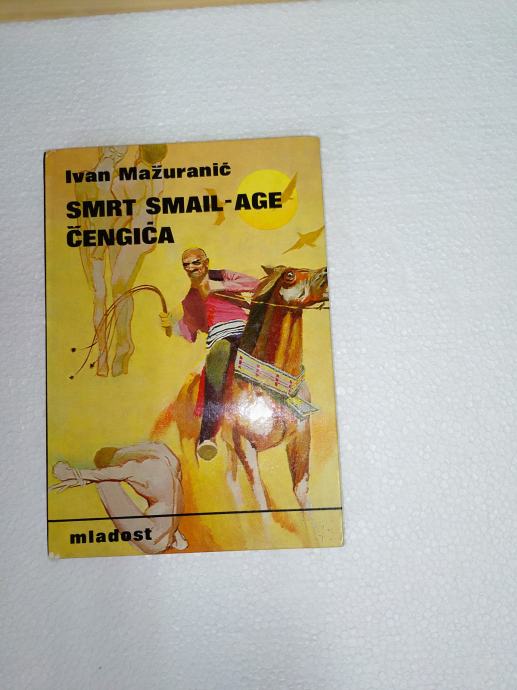 Ivan Mažuranić
SMRT SMAIL-AGE
ČENGIĆA
mladost